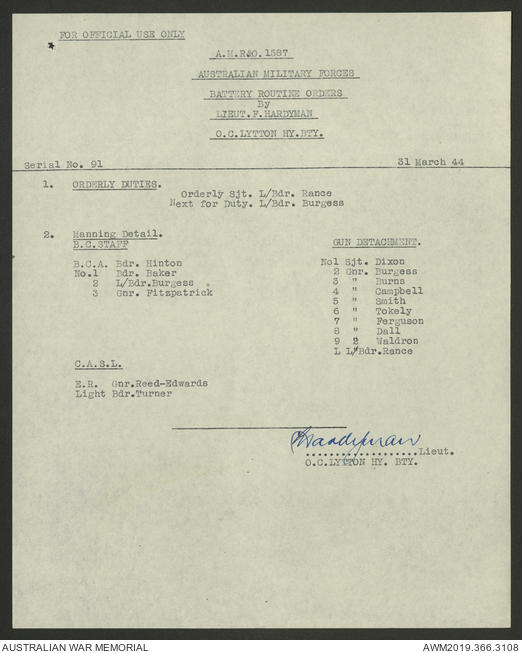 FOR OFFICIAL USE ONLY
A.M.R&O.1587
AUSTRALIAN MILITARY FORCES
BATTERY ROUTINE ORDERS
By
LIEUT.F.HARDYMAN
O.C.LYTTON HY.BTY.
Serial No. 91 31 March 44
1. ORDERLY DUTIES.
Orderly Sjt. L/Bdr. Rance
Next for Duty. L/Bdr. Burgess
2. Manning Detail.
B.C.STAFF
B.C.A. Bdr. Hinton
No.1 Bdr. Baker
2 L/Bdr.Burgess
3 Gnr. Fitzpatrick
GUN DETACHMENT.
No1 Sjt. Dixon
2 Gnr. Burgess
3 " Burns
4 " Campbell
5 " Smith
6 " Tokely
7 " Ferguson
8 " Dall
9 " Waldron
L L/Bdr.Rance
C.A.S.L.
E.R. Gnr.Reed-Edwards
Light Bdr.Turner
Hardyman
...................Lieut.
O.C.LYTTON HY. BTY.
AUSTRALIAN WAR MEMORIAL AWM2019.366.3108